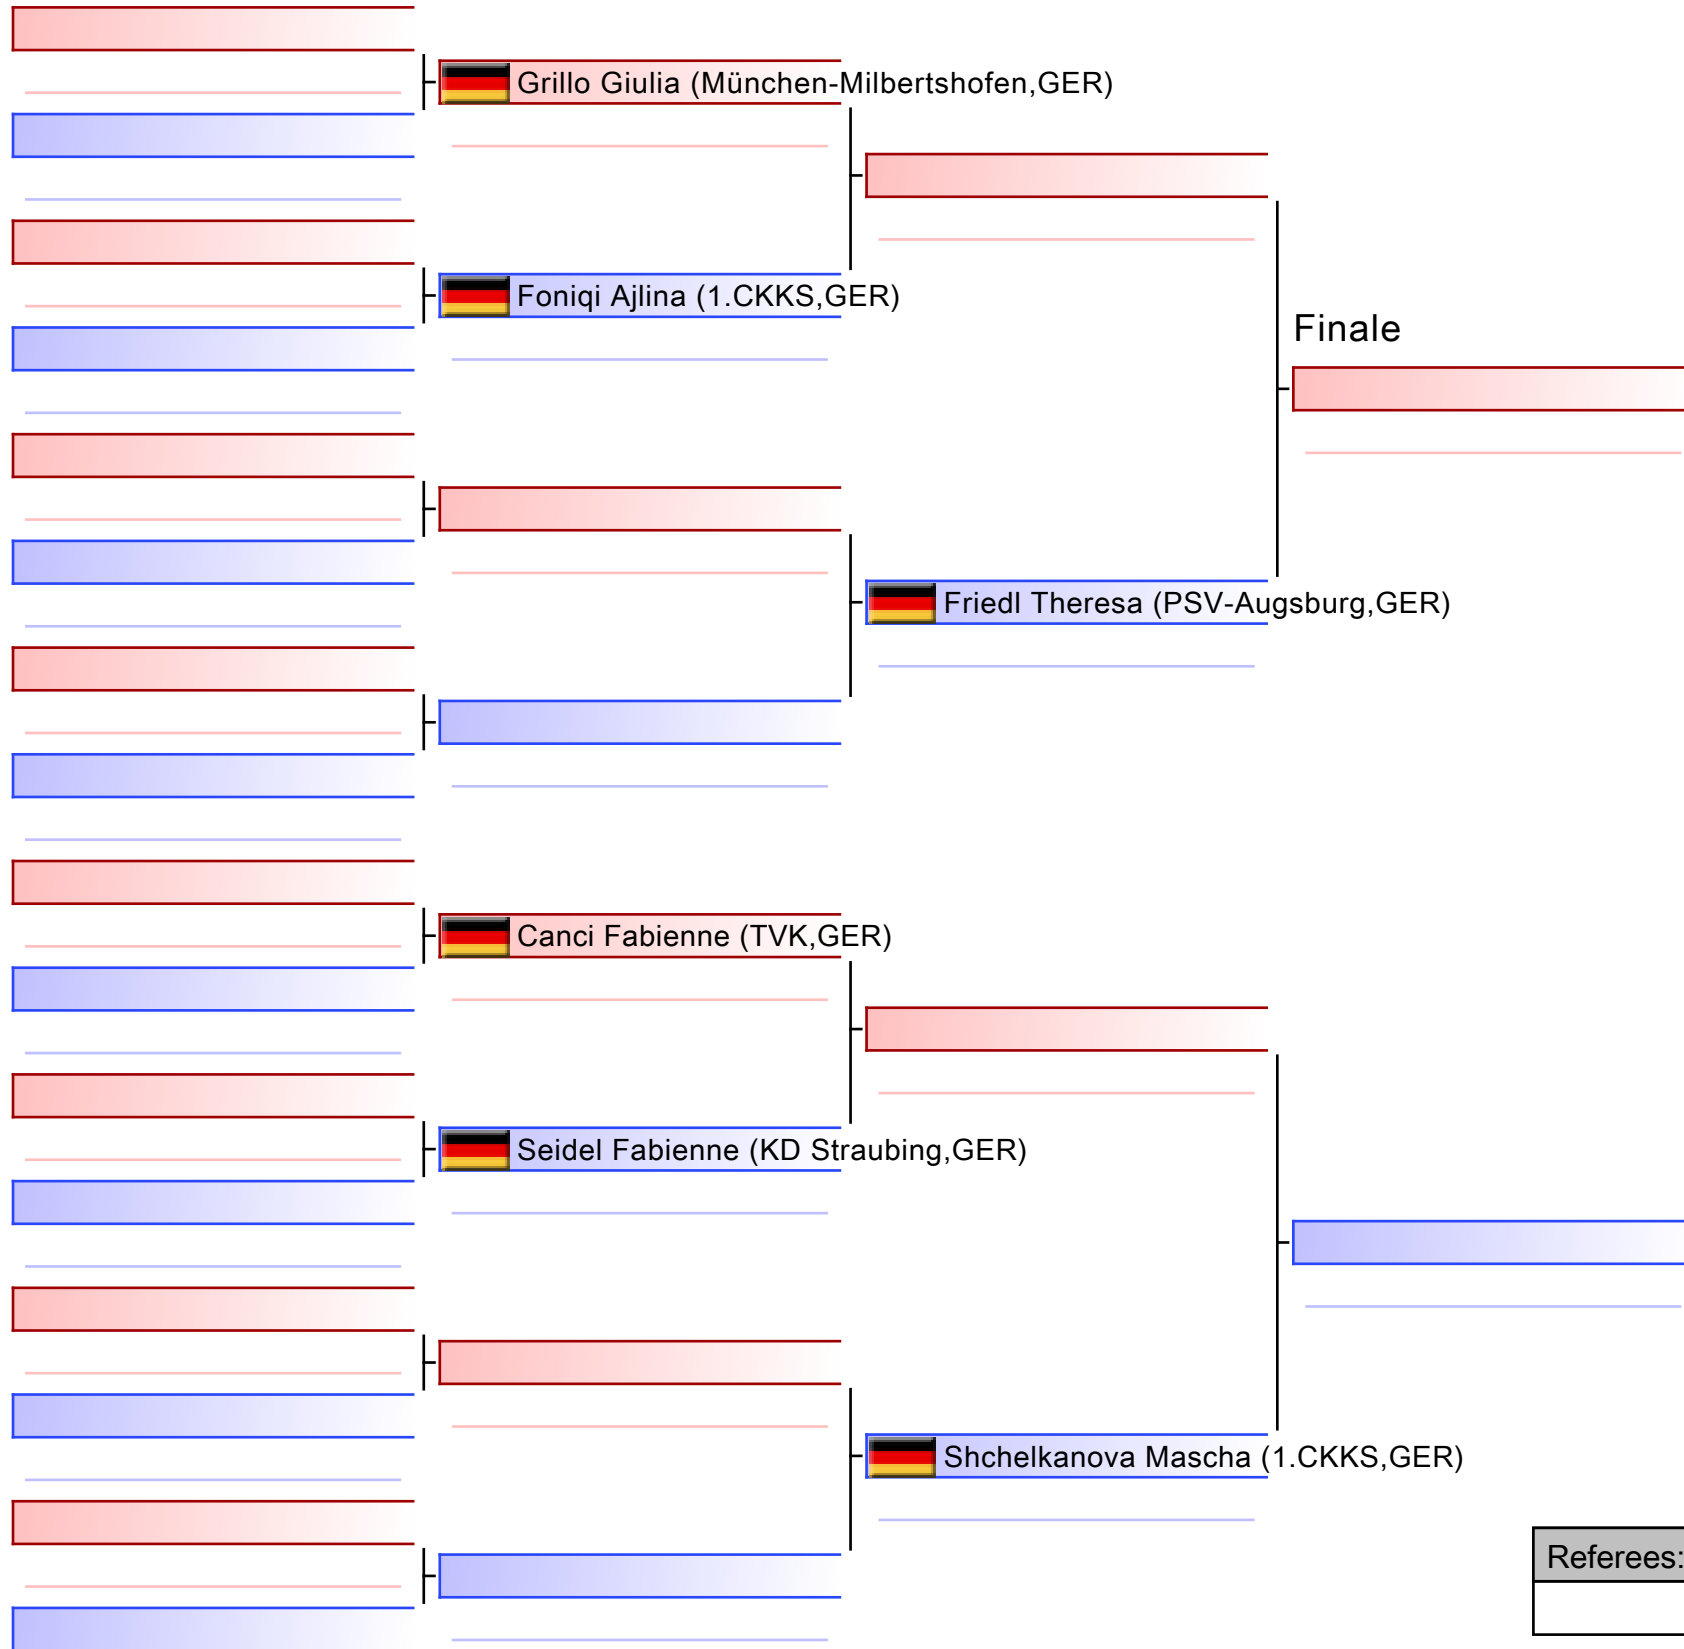 Grillo Giulia (München-Milbertshofen,GER)
Foniqi Ajlina (1.CKKS,GER)
Finale
Friedl Theresa (PSV-Augsburg,GER)
Canci Fabienne (TVK,GER)
Seidel Fabienne (KD Straubing,GER)
Shchelkanova Mascha (1.CKKS,GER)
Referees: